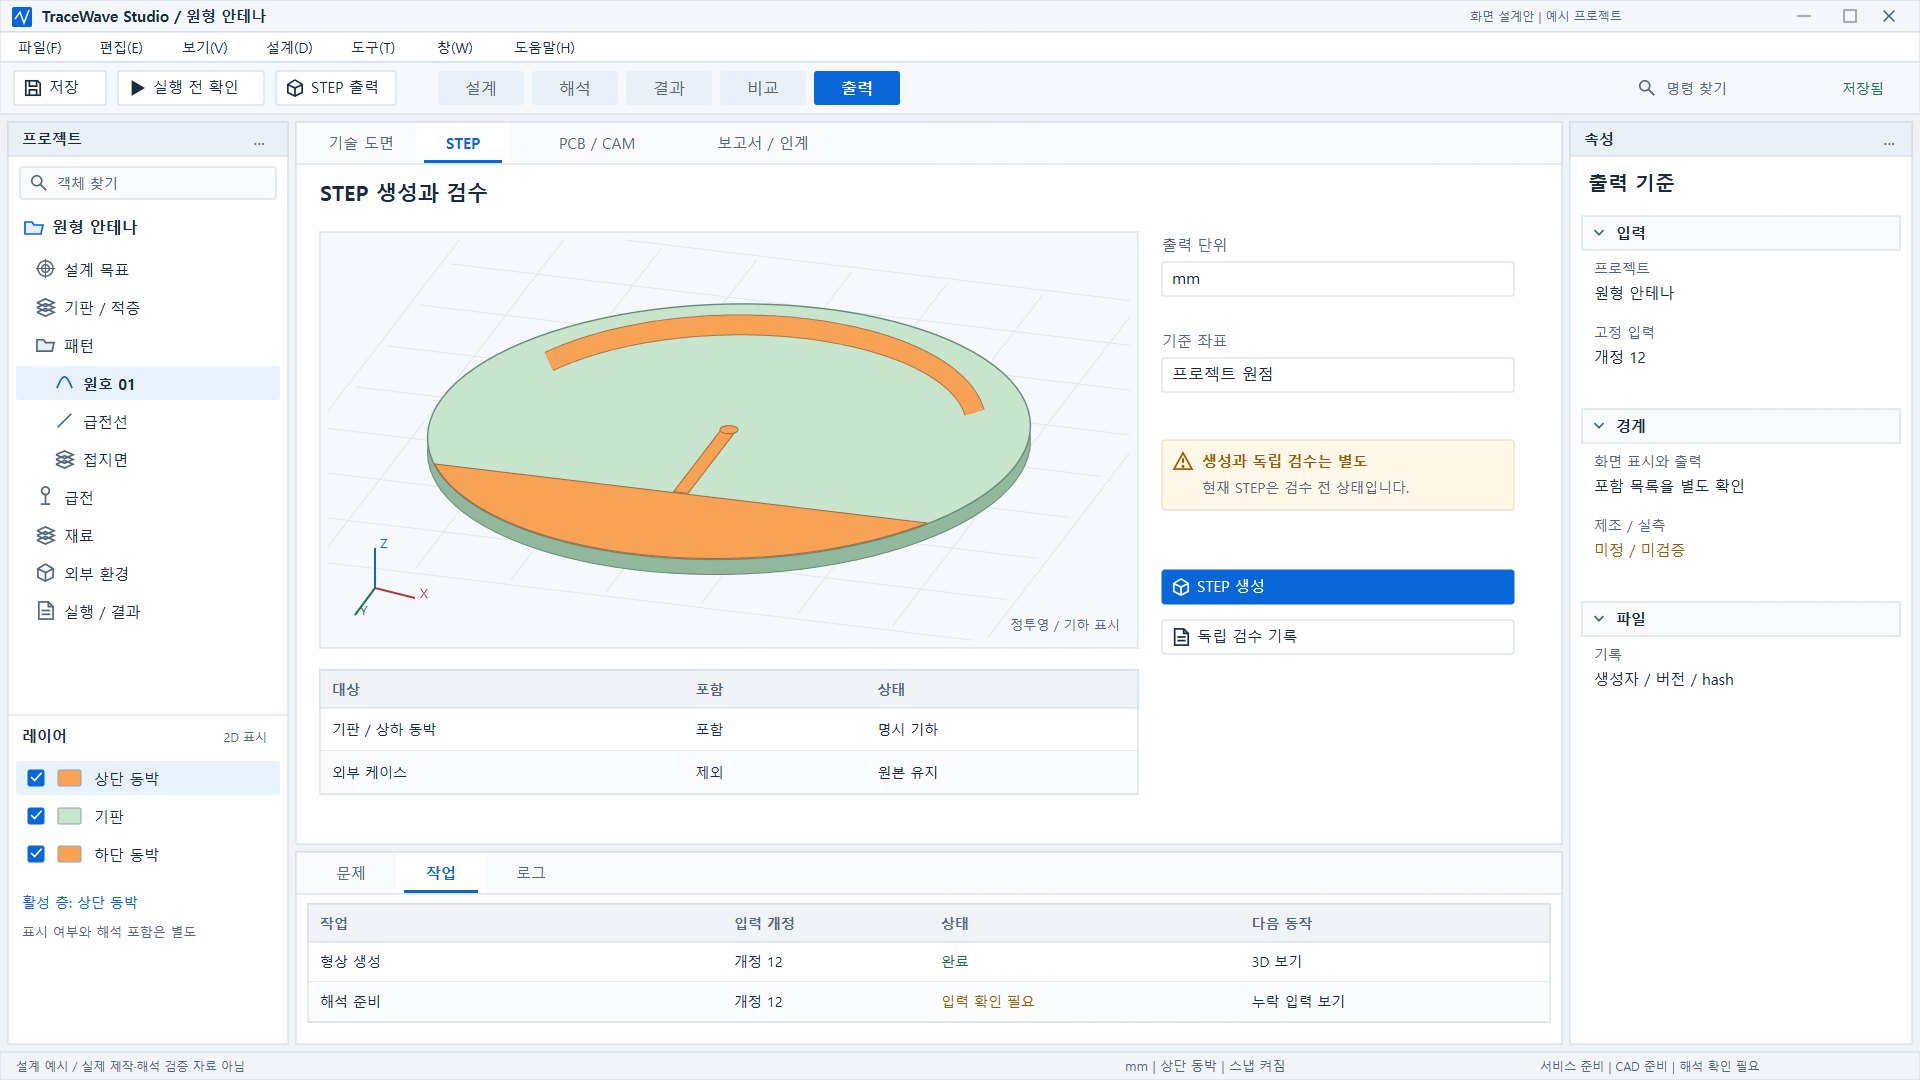 TraceWave Studio / 원형 안테나
화면 설계안 | 예시 프로젝트
파일(F) 편집(E) 보기(V) 설계(D) 도구(T) 창(W) 도움말(H)
저장 실행 전 확인 STEP 출력 설계 해석 결과 비교 출력 명령 찾기 저장됨
프로젝트 ...
객체 찾기
원형 안테나
설계 목표
기판 / 적층
패턴
원호 01
급전선
접지면
급전
재료
외부 환경
실행 / 결과
레이어 2D 표시
상단 동박
기판
하단 동박
활성 층: 상단 동박
표시 여부와 해석 포함은 별도
기술 도면 STEP PCB / CAM 보고서 / 인계
STEP 생성과 검수
Z
X
Y
정투영 / 기하 표시
출력 단위
mm
기준 좌표
프로젝트 원점
생성과 독립 검수는 별도
현재 STEP은 검수 전 상태입니다.
STEP 생성
독립 검수 기록
대상 포함 상태
기판 / 상하 동박 포함 명시 기하
외부 케이스 제외 원본 유지
문제 작업 로그
작업 입력 개정 상태 다음 동작
형상 생성 개정 12 완료 3D 보기
해석 준비 개정 12 입력 확인 필요 누락 입력 보기
속성 ...
출력 기준
입력
프로젝트
원형 안테나
고정 입력
개정 12
경계
화면 표시와 출력
포함 목록을 별도 확인
제조 / 실측
미정 / 미검증
파일
기록
생성자 / 버전 / hash
설계 예시 / 실제 제작·해석 검증 자료 아님
mm | 상단 동박 | 스냅 켜짐
서비스 준비 | CAD 준비 | 해석 확인 필요